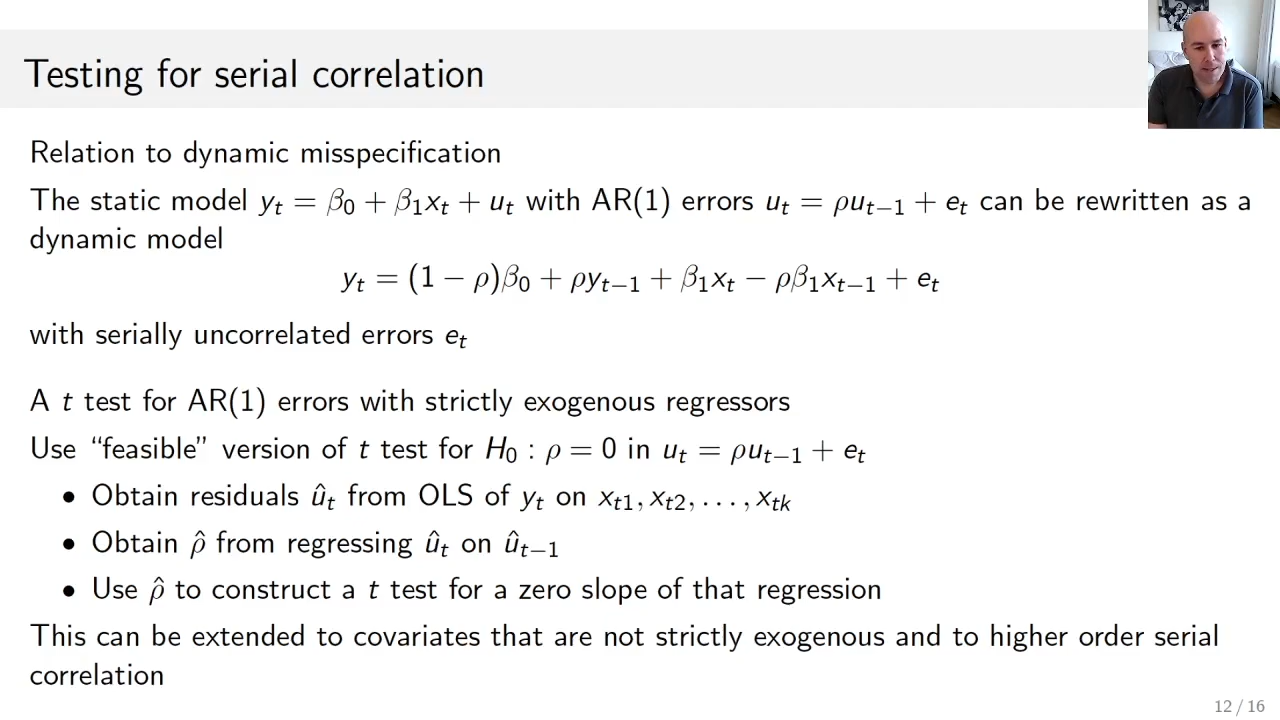 Testing for serial correlation
Relation to dynamic misspecification
The static model yₜ = β₀ + β₁xₜ + uₜ with AR(1) errors uₜ = ρuₜ₋₁ + eₜ can be rewritten as a
dynamic model
yₜ = (1 − ρ)β₀ + ρyₜ₋₁ + β₁xₜ − ρβ₁xₜ₋₁ + eₜ
with serially uncorrelated errors eₜ
A t test for AR(1) errors with strictly exogenous regressors
Use “feasible” version of t test for H₀ : ρ = 0 in uₜ = ρuₜ₋₁ + eₜ
• Obtain residuals ûₜ from OLS of yₜ on xₜ₁, xₜ₂, . . . , xₜₖ
• Obtain ρ̂ from regressing ûₜ on ûₜ₋₁
• Use ρ̂ to construct a t test for a zero slope of that regression
This can be extended to covariates that are not strictly exogenous and to higher order serial
correlation
12 / 16